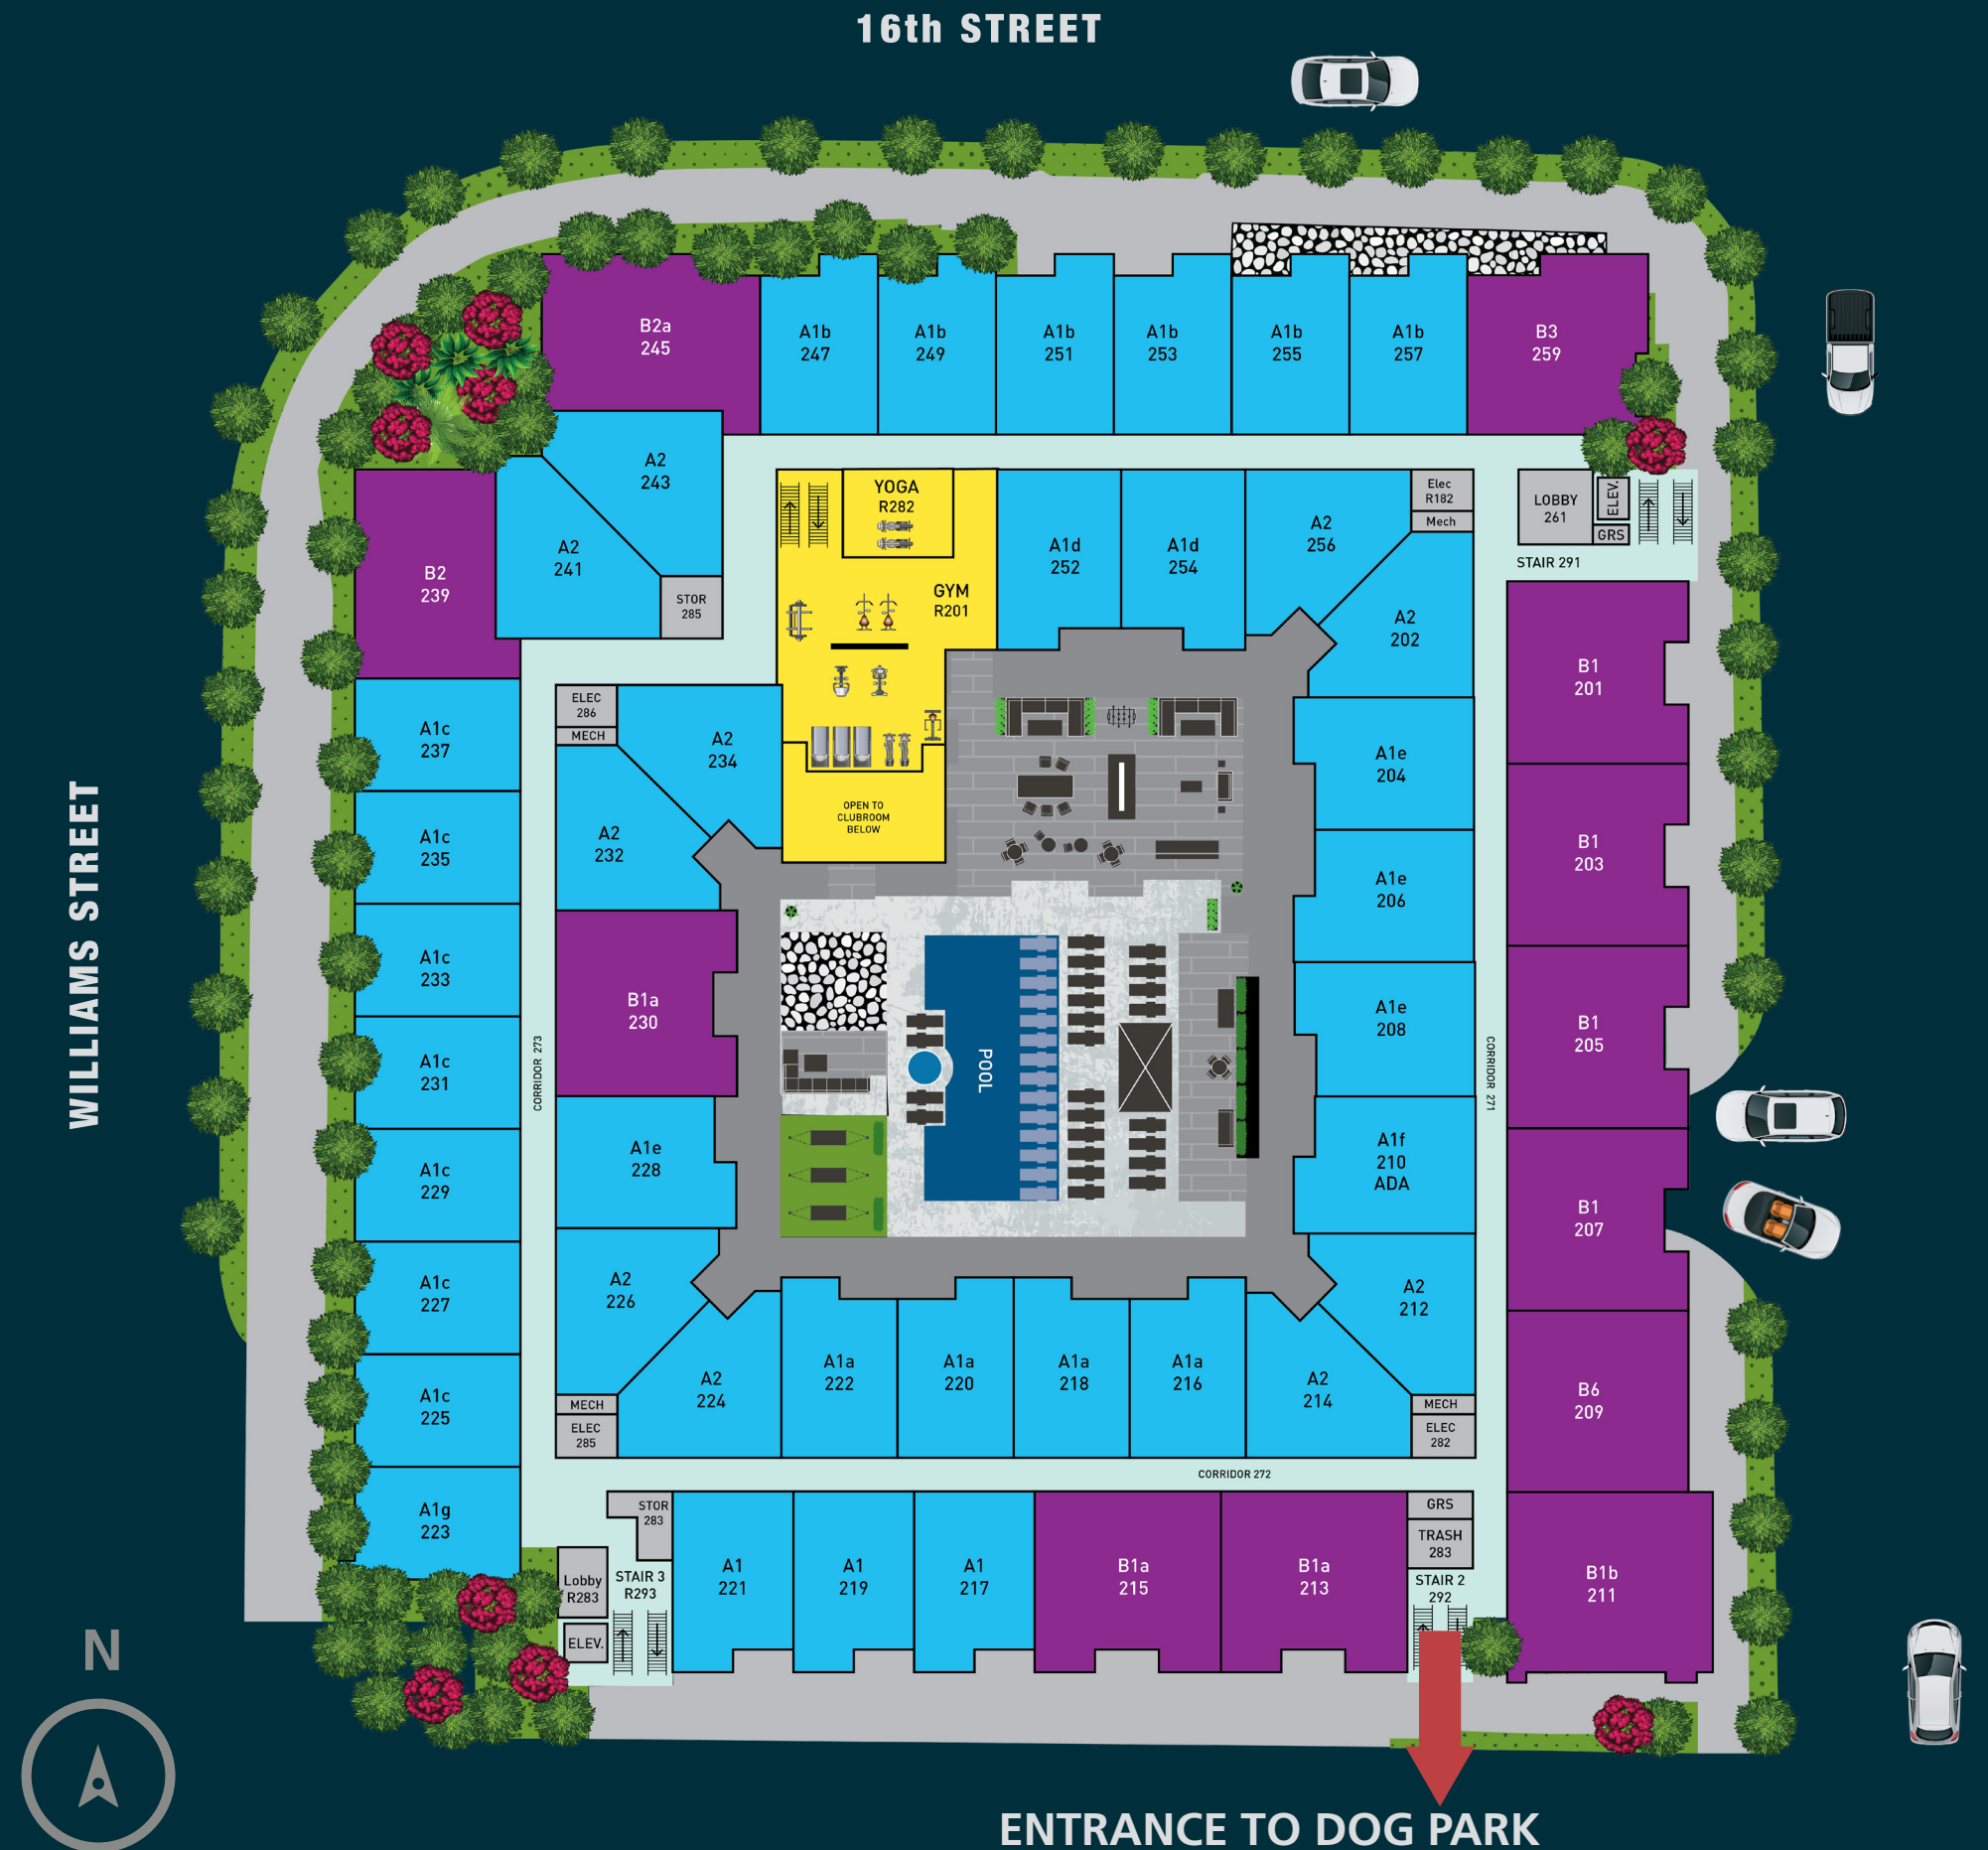 16th STREET
B2a
245
A1b
247
A1b
249
A1b
251
A1b
253
A1b
255
A1b
257
B3
259
A2
243
A2
241
STOR
285
B2
239
YOGA
R282
GYM
R201
OPEN TO
CLUBROOM
BELOW
A1d
252
A1d
254
A2
256
Elec
R182
Mech
LOBBY
261
ELEV.
GRS
STAIR 291
A2
202
B1
201
A1c
237
ELEC
286
MECH
A2
234
A1e
204
A1c
235
A2
232
B1
203
A1e
206
A1c
233
B1a
230
A1e
208
B1
205
WILLIAMS STREET
CORRIDOR 273
POOL
CORRIDOR 271
A1c
231
A1e
228
A1f
210
ADA
A1c
229
B1
207
A1c
227
A2
226
A2
212
A1c
225
A2
224
A1a
222
A1a
220
A1a
218
A1a
216
A2
214
B6
209
MECH
ELEC
285
MECH
ELEC
282
CORRIDOR 272
A1g
223
STOR
283
GRS
TRASH
283
Lobby
R283
STAIR 3
R293
ELEV.
A1
221
A1
219
A1
217
B1a
215
B1a
213
STAIR 2
292
B1b
211
N
ENTRANCE TO DOG PARK